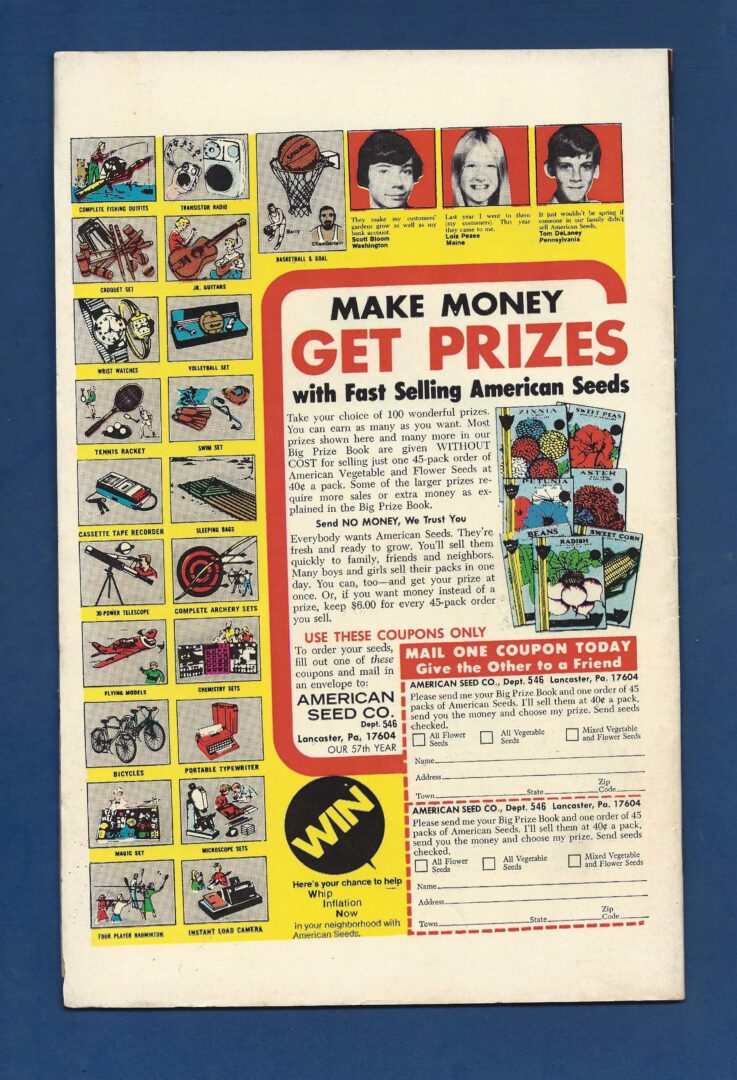 COMPLETE FISHING OUTFITS
TRANSISTOR RADIO
CROQUET SET
JR. GUITARS
WRIST WATCHES
VOLLEYBALL SET
TENNIS RACKET
SWIM SET
CASSETTE TAPE RECORDER
SLEEPING BAGS
30-POWER TELESCOPE
COMPLETE ARCHERY SETS
FLYING MODELS
CHEMISTRY SETS
BICYCLES
PORTABLE TYPEWRITER
MAGIC SET
MICROSCOPE SETS
FOUR PLAYER BADMINTON
INSTANT LOAD CAMERA
SPALDING
Barry
Chamberlain
BASKETBALL & GOAL
They make my customers'
gardens grow as well as my
bank account.
Scott Bloom
Washington
Last year I went to them
(my customers). This year
they came to me.
Lois Pease
Maine
It just wouldn't be spring if
someone in our family didn't
sell American Seeds.
Tom DeLaney
Pennsylvania
MAKE MONEY
GET PRIZES
with Fast Selling American Seeds
Take your choice of 100 wonderful prizes.
You can earn as many as you want. Most
prizes shown here and many more in our
Big Prize Book are given WITHOUT
COST for selling just one 45-pack order of
American Vegetable and Flower Seeds at
40¢ a pack. Some of the larger prizes re-
quire more sales or extra money as ex-
plained in the Big Prize Book.
Send NO MONEY, We Trust You
Everybody wants American Seeds. They're
fresh and ready to grow. You'll sell them
quickly to family, friends and neighbors.
Many boys and girls sell their packs in one
day. You can, too—and get your prize at
once. Or, if you want money instead of a
prize, keep $6.00 for every 45-pack order
you sell.
ZINNIA
SWEET PEAS
PETUNIA
ASTER
BEANS
RADISH
SWEET CORN
USE THESE COUPONS ONLY
To order your seeds,
fill out one of these
coupons and mail in
an envelope to:
AMERICAN
SEED CO.
Dept. 546
Lancaster, Pa. 17604
OUR 57th YEAR
WIN
Here's your chance to help
Whip
Inflation
Now
in your neighborhood with
American Seeds.
MAIL ONE COUPON TODAY
Give the Other to a Friend
AMERICAN SEED CO., Dept. 546 Lancaster, Pa. 17604
Please send me your Big Prize Book and one order of 45
packs of American Seeds. I'll sell them at 40¢ a pack,
send you the money and choose my prize. Send seeds
checked.
All Flower
Seeds
All Vegetable
Seeds
Mixed Vegetable
and Flower Seeds
Name
Address
Town State Zip Code
AMERICAN SEED CO., Dept. 546 Lancaster, Pa. 17604
Please send me your Big Prize Book and one order of 45
packs of American Seeds. I'll sell them at 40¢ a pack,
send you the money and choose my prize. Send seeds
checked.
All Flower
Seeds
All Vegetable
Seeds
Mixed Vegetable
and Flower Seeds
Name
Address
Town State Zip Code